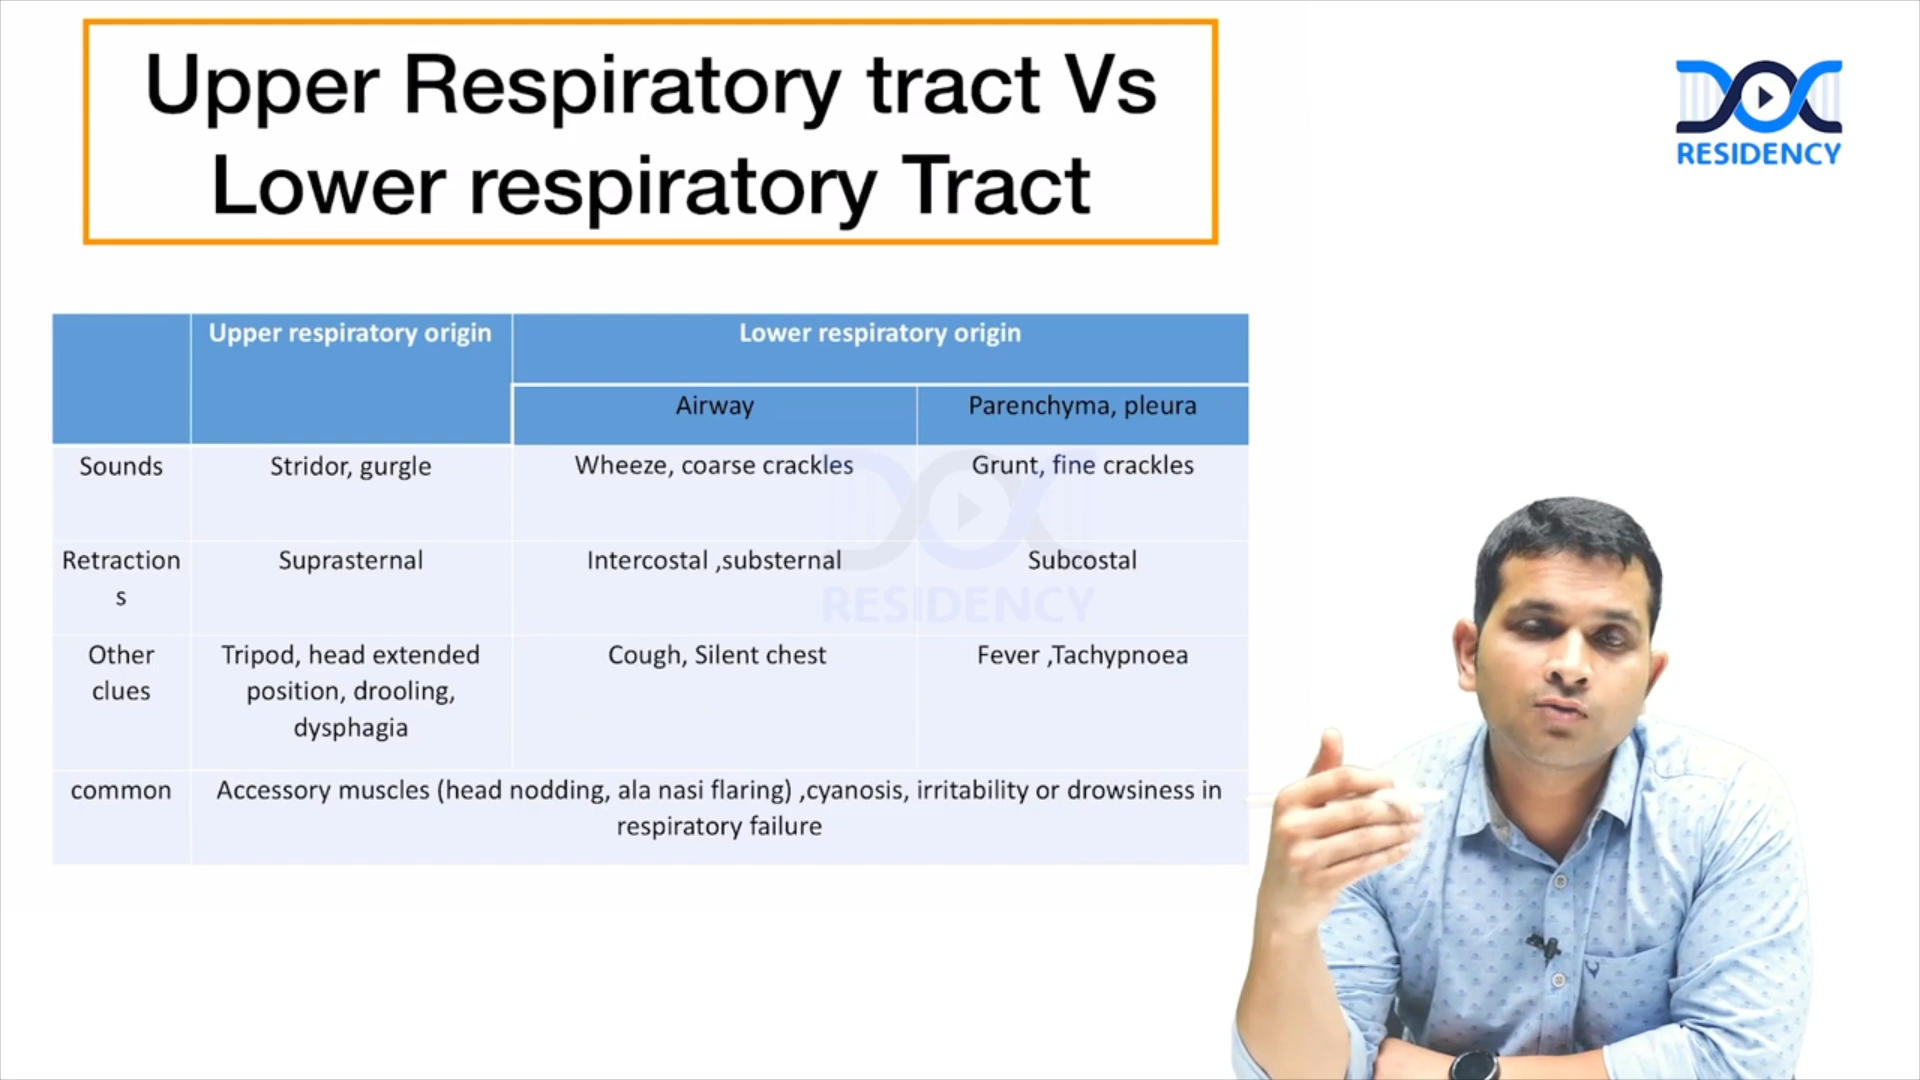 Upper Respiratory tract Vs
Lower respiratory Tract
DOC
RESIDENCY
Upper respiratory origin
Lower respiratory origin
Airway
Parenchyma, pleura
Sounds
Stridor, gurgle
Wheeze, coarse crackles
Grunt, fine crackles
Retraction
s
Suprasternal
Intercostal ,substernal
Subcostal
Other
clues
Tripod, head extended
position, drooling,
dysphagia
Cough, Silent chest
Fever ,Tachypnoea
common
Accessory muscles (head nodding, ala nasi flaring) ,cyanosis, irritability or drowsiness in
respiratory failure
DOC
RESIDENCY